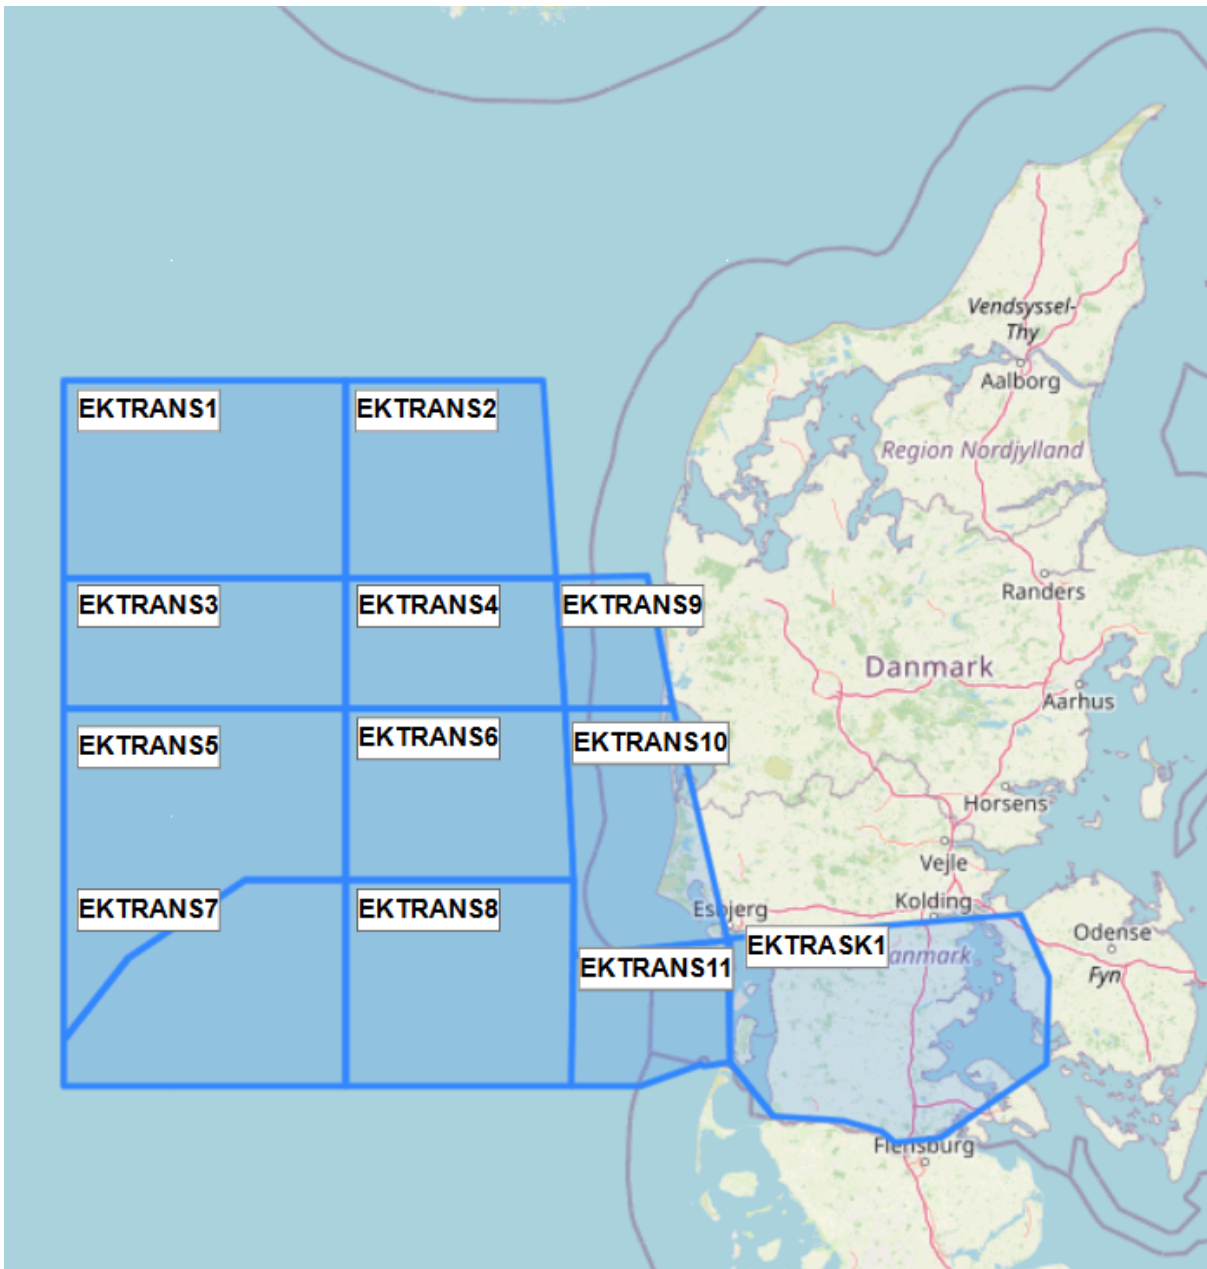 Vendsyssel-
Thy
Aalborg
EKTRANS1
EKTRANS2
Region Nordjylland
EKTRANS3
EKTRANS4
EKTRANS9
Randers
Danmark
Aarhus
EKTRANS5
EKTRANS6
EKTRANS10
Horsens
Vejle
EKTRANS7
EKTRANS8
Esbjerg
Kolding
EKTRASK1
anmark
Odense
EKTRANS11
Fyn
Flensburg